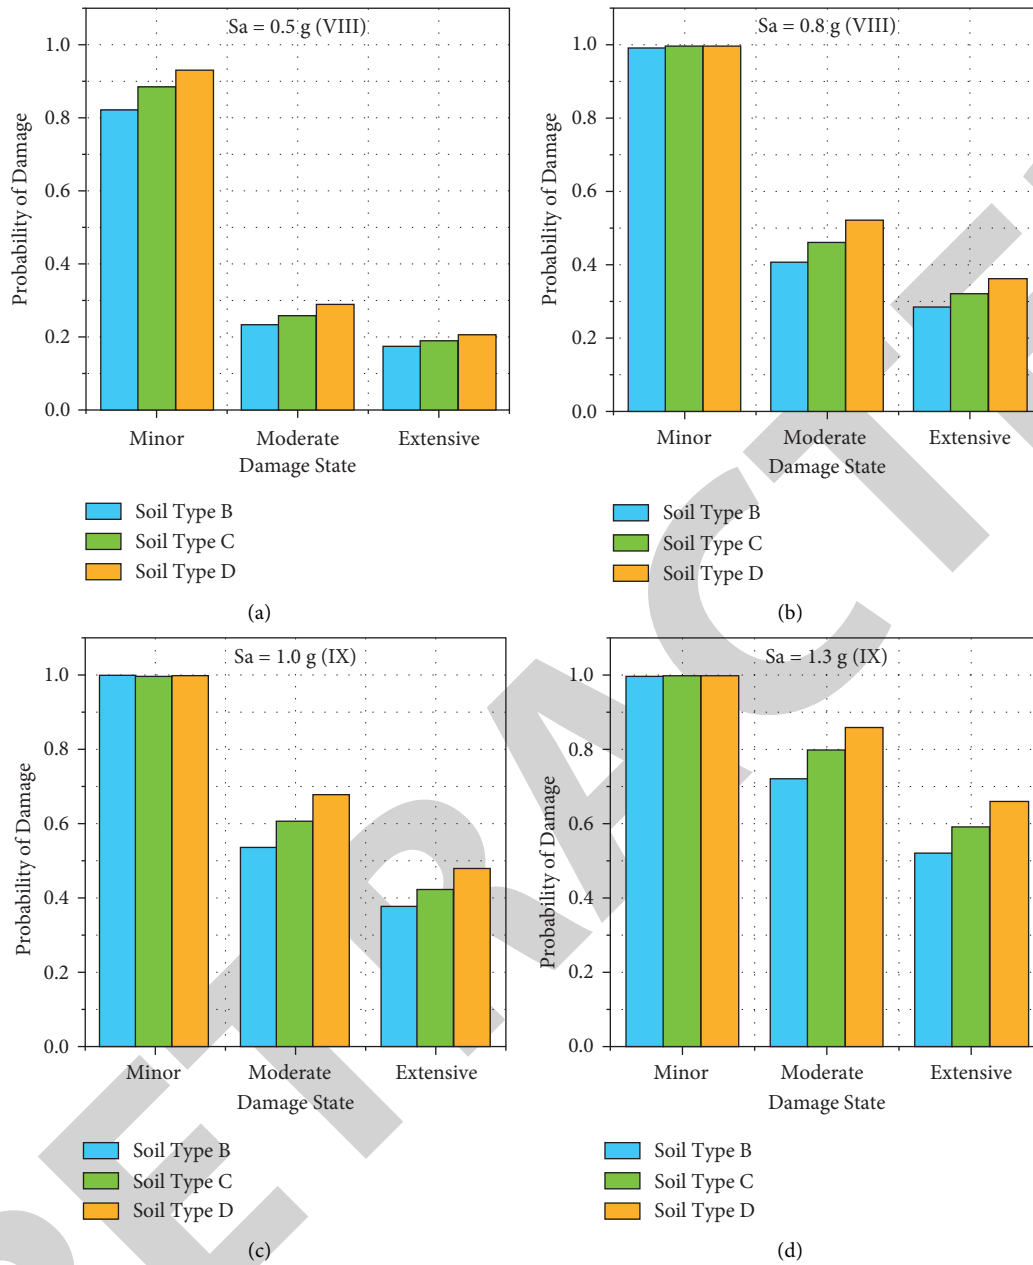 Sa = 0.5 g (VIII)
Probability of Damage
1.0
0.8
0.6
0.4
0.2
0.0
Minor Moderate Extensive
Damage State
Soil Type B
Soil Type C
Soil Type D
(a)
Sa = 0.8 g (VIII)
Probability of Damage
1.0
0.8
0.6
0.4
0.2
0.0
Minor Moderate Extensive
Damage State
Soil Type B
Soil Type C
Soil Type D
(b)
Sa = 1.0 g (IX)
Probability of Damage
1.0
0.8
0.6
0.4
0.2
0.0
Minor Moderate Extensive
Damage State
Soil Type B
Soil Type C
Soil Type D
(c)
Sa = 1.3 g (IX)
Probability of Damage
1.0
0.8
0.6
0.4
0.2
0.0
Minor Moderate Extensive
Damage State
Soil Type B
Soil Type C
Soil Type D
(d)
RETRACTE